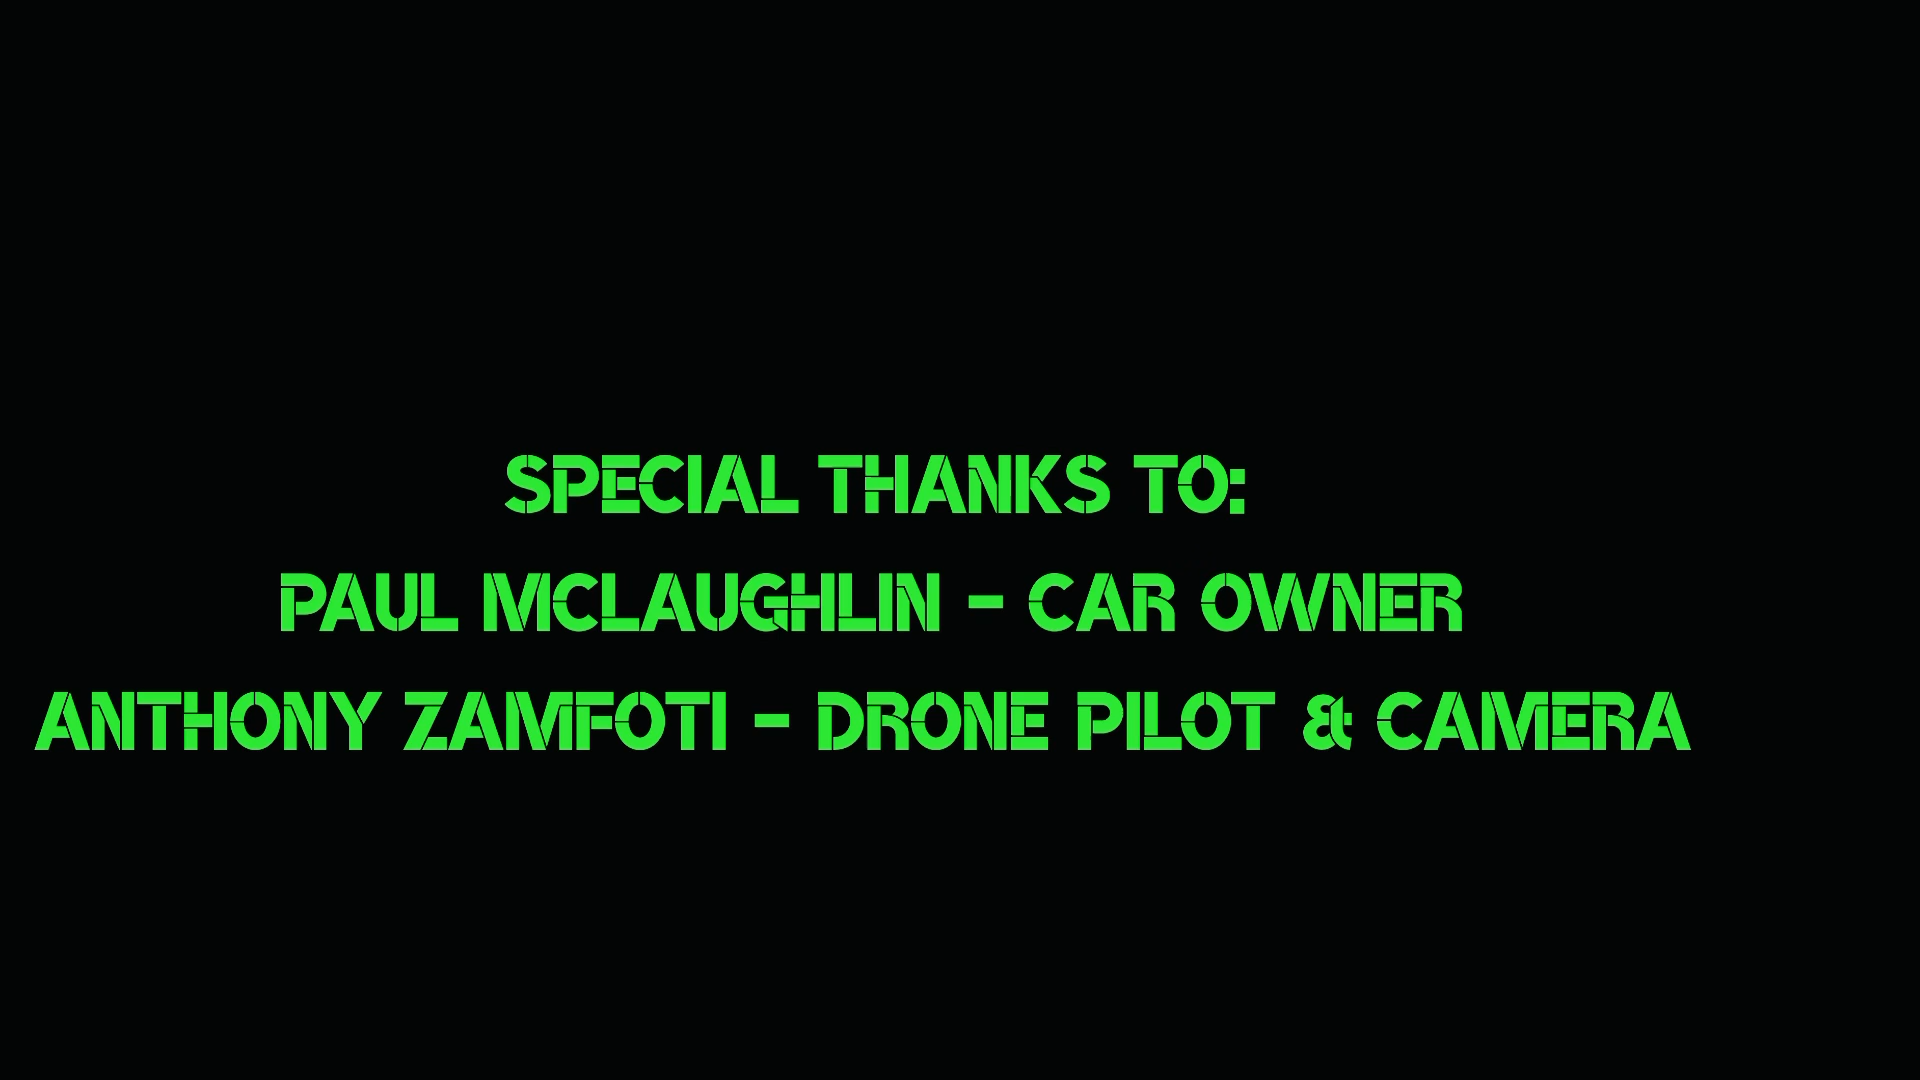 SPECIAL THANKS TO:
PAUL MCLAUGHLIN - CAR OWNER
ANTHONY ZAMFOTI - DRONE PILOT & CAMERA